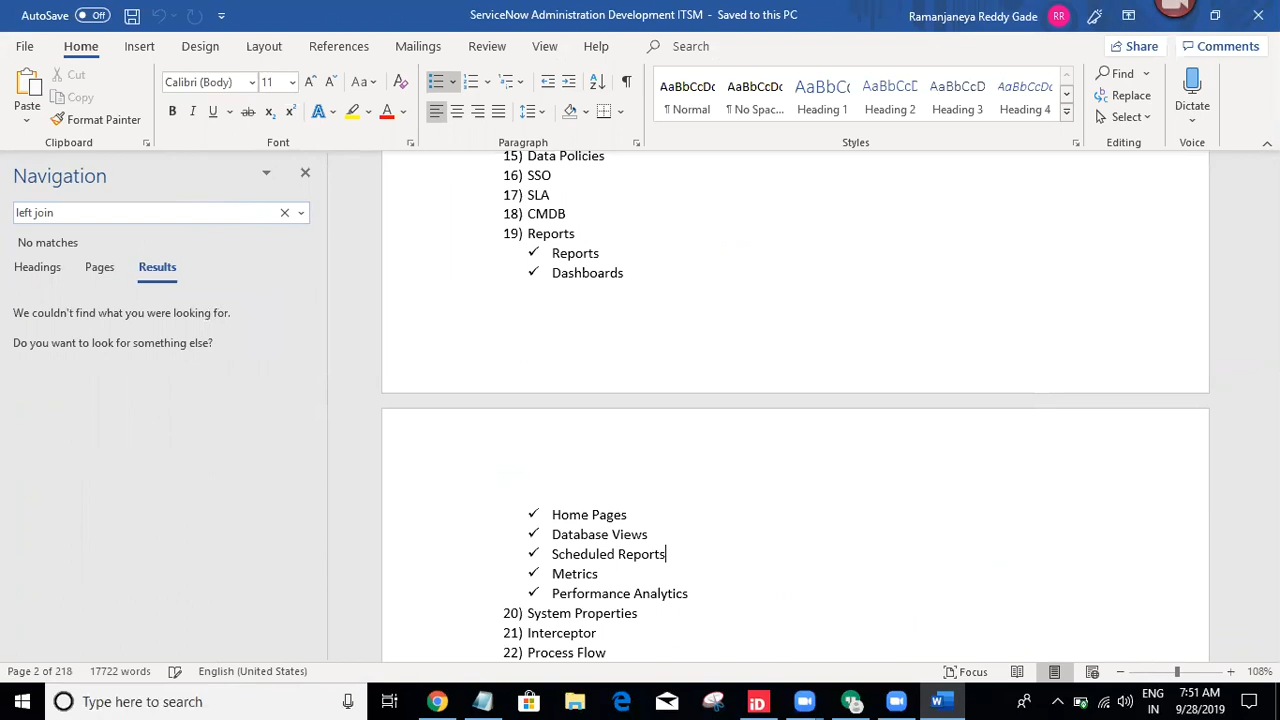 AutoSave Off
ServiceNow Administration Development ITSM - Saved to this PC
Ramanjaneya Reddy Gade RR
File Home Insert Design Layout References Mailings Review View Help Search
Share Comments
Paste
Cut
Copy
Format Painter
Clipboard
Calibri (Body) 11
Font
Paragraph
AaBbCcDc AaBbCcDc AaBbCc AaBbCcD AaBbCcD AaBbCcD
¶ Normal ¶ No Spac... Heading 1 Heading 2 Heading 3 Heading 4
Styles
Find
Replace
Select
Editing
Dictate
Voice
Navigation
left join
No matches
Headings Pages Results
We couldn't find what you were looking for.
Do you want to look for something else?
15) Data Policies
16) SSO
17) SLA
18) CMDB
19) Reports
✓ Reports
✓ Dashboards
✓ Home Pages
✓ Database Views
✓ Scheduled Reports
✓ Metrics
✓ Performance Analytics
20) System Properties
21) Interceptor
22) Process Flow
Page 2 of 218 17722 words English (United States)
Focus
108%
Type here to search
ENG
IN
7:51 AM
9/28/2019